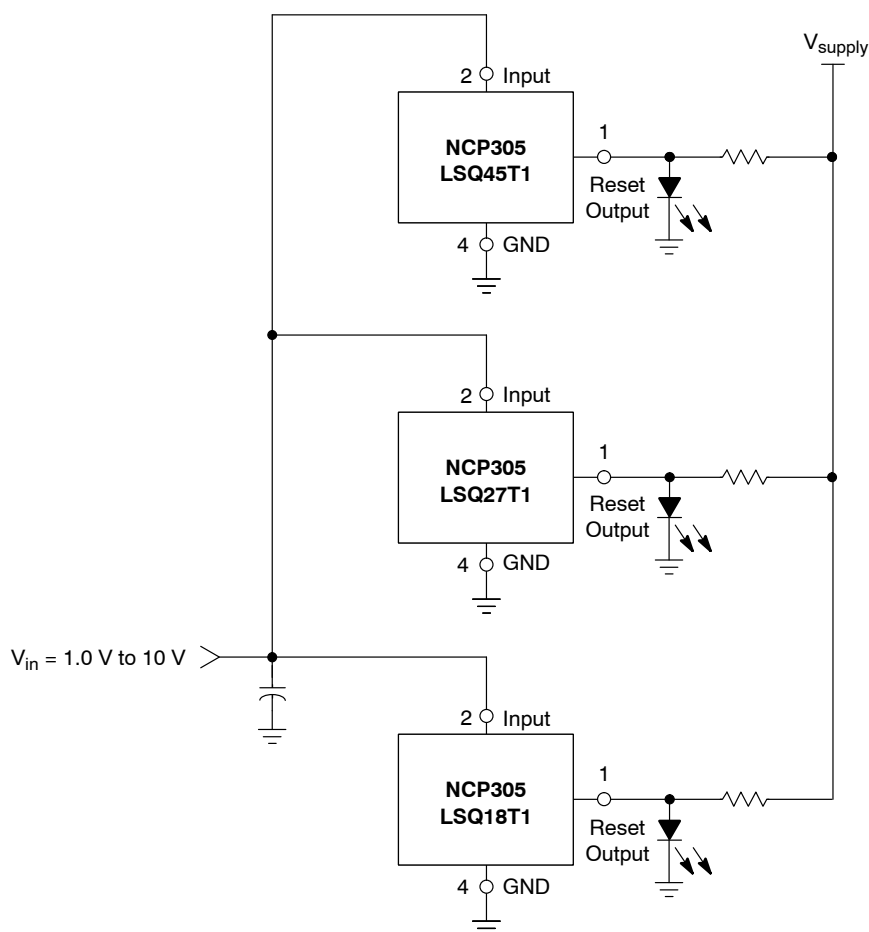 V_supply
2 Input
NCP305
LSQ45T1
1
Reset
Output
4 GND
2 Input
NCP305
LSQ27T1
1
Reset
Output
4 GND
V_in = 1.0 V to 10 V
2 Input
NCP305
LSQ18T1
1
Reset
Output
4 GND